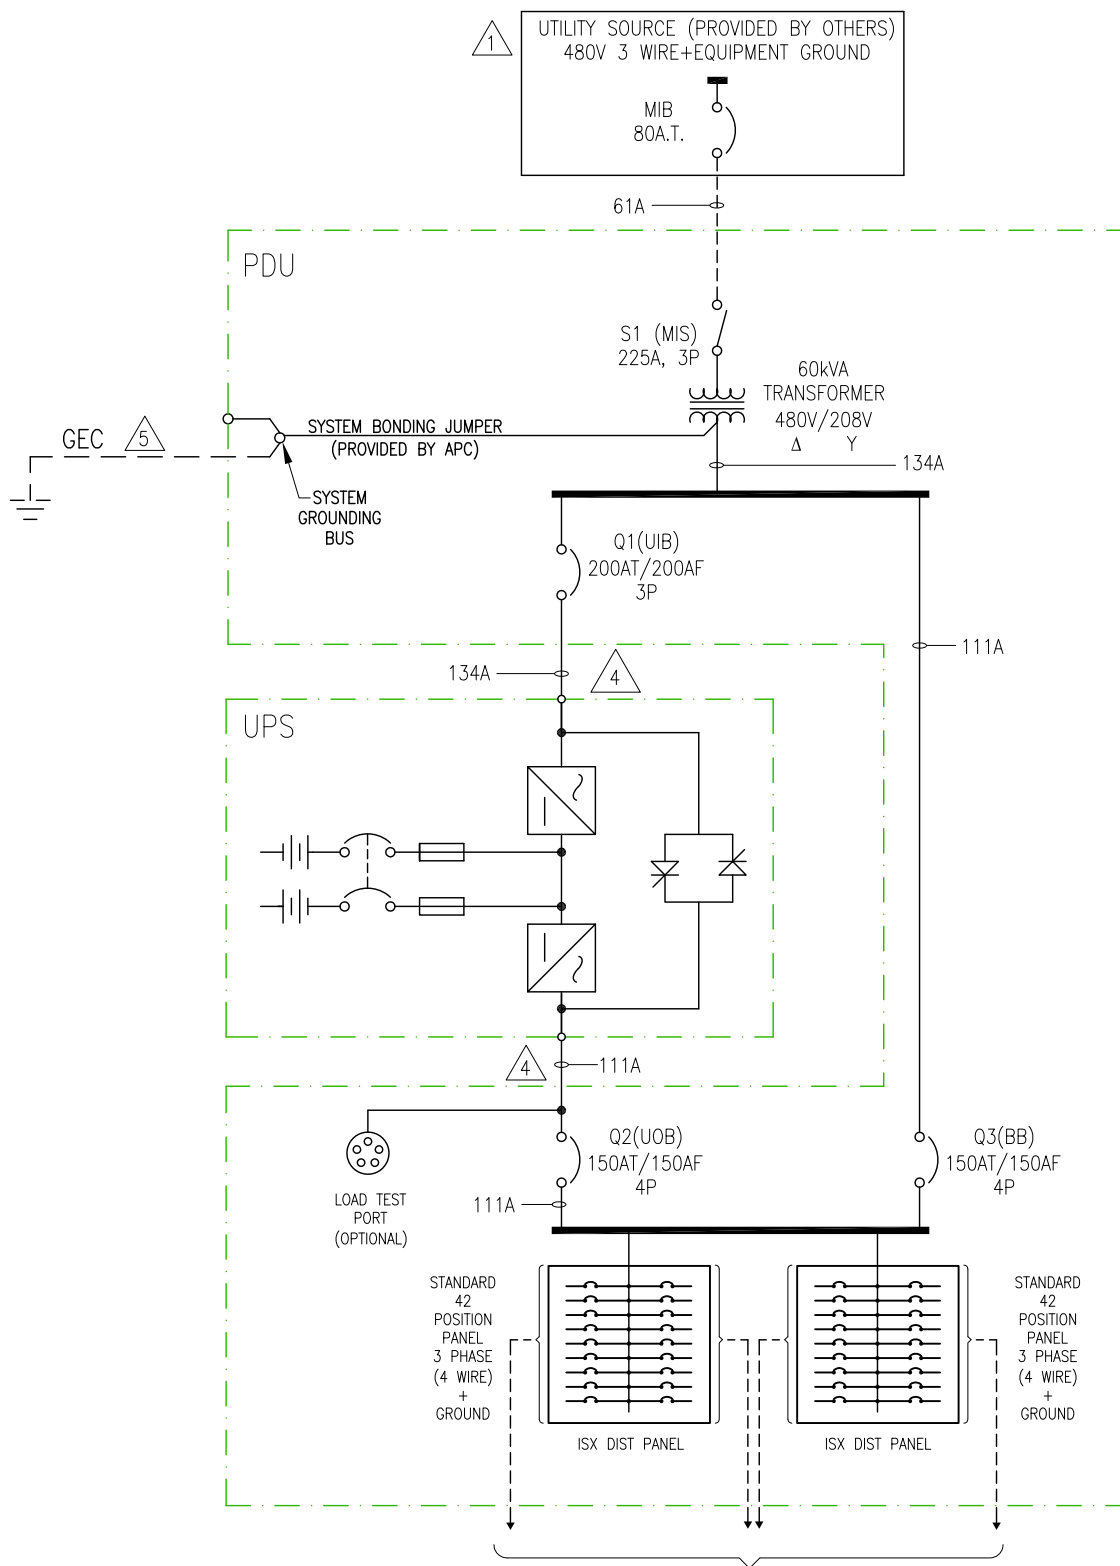 1
UTILITY SOURCE (PROVIDED BY OTHERS)
480V 3 WIRE+EQUIPMENT GROUND
MIB
80A.T.
61A
PDU
S1 (MIS)
225A, 3P
60kVA
TRANSFORMER
480V/208V
Δ Y
GEC
5
SYSTEM BONDING JUMPER
(PROVIDED BY APC)
134A
SYSTEM
GROUNDING
BUS
Q1(UIB)
200AT/200AF
3P
111A
134A
4
UPS
4
111A
Q2(UOB)
150AT/150AF
4P
Q3(BB)
150AT/150AF
4P
LOAD TEST
PORT
(OPTIONAL)
111A
STANDARD
42
POSITION
PANEL
3 PHASE
(4 WIRE)
+
GROUND
STANDARD
42
POSITION
PANEL
3 PHASE
(4 WIRE)
+
GROUND
ISX DIST PANEL
ISX DIST PANEL